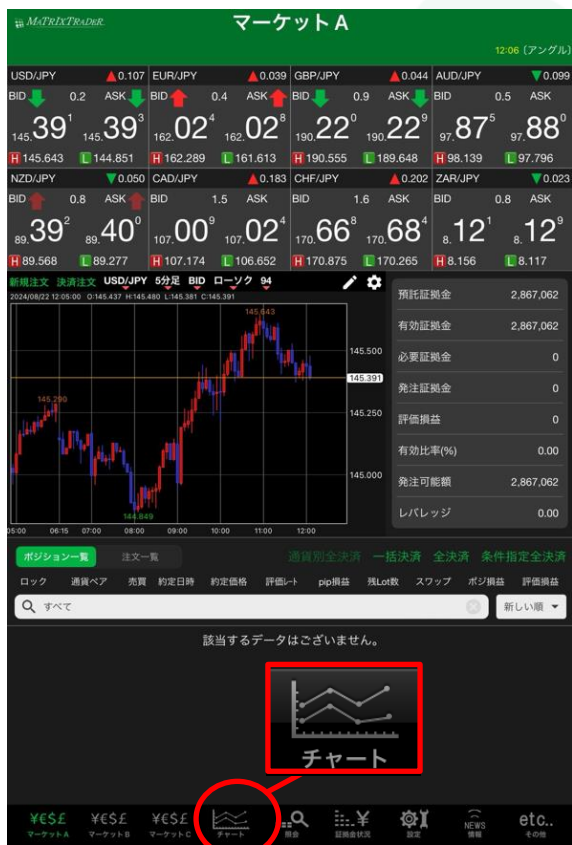 MATRIXTRADER
マーケットA
12:06 (アングル)
USD/JPY ▲0.107 EUR/JPY ▲0.039 GBP/JPY ▲0.044 AUD/JPY ▼0.099
BID 0.2 ASK BID 0.4 ASK BID 0.9 ASK BID 0.5 ASK
145.391 145.393 162.024 162.028 190.220 190.229 97.875 97.880
H 145.643 L 144.851 H 162.289 L 161.613 H 190.555 L 189.648 H 98.139 L 97.796
NZD/JPY ▼0.050 CAD/JPY ▲0.183 CHF/JPY ▲0.202 ZAR/JPY ▼0.023
BID 0.8 ASK BID 1.5 ASK BID 1.6 ASK BID 0.8 ASK
89.392 89.400 107.009 107.024 170.668 170.684 8.121 8.129
H 89.568 L 89.277 H 107.174 L 106.652 H 170.875 L 170.265 H 8.156 L 8.117
新規注文 決済注文 USD/JPY 5分足 BID ローソク 94
2024/08/22 12:05:00 O:145.437 H:145.480 L:145.381 C:145.391
145.643
145.500
145.391
145.290
145.250
145.000
144.849
05:00 06:15 07:00 08:00 09:00 10:00 11:00 12:00
預託証拠金 2,867,062
有効証拠金 2,867,062
必要証拠金 0
発注証拠金 0
評価損益 0
有効比率(%) 0.00
発注可能額 2,867,062
レバレッジ 0.00
ポジション一覧 注文一覧 通貨別全決済 一括決済 全決済 条件指定全決済
ロック 通貨ペア 売買 約定日時 約定価格 評価レート pip損益 残Lot数 スワップ ポジ損益 評価損益
すべて 新しい順
該当するデータはございません。
チャート
¥€$£ ¥€$£ ¥€$£ ¥ NEWS etc..
マーケットA マーケットB マーケットC チャート 照会 証拠金状況 設定 情報 その他